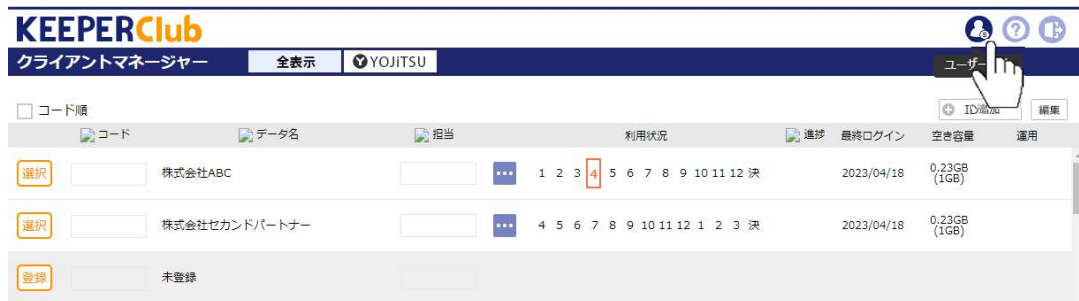 KEEPERClub
クライアントマネージャー 全表示 YOJiTSU
ユーザー
コード順 ID追加 編集
コード データ名 担当 利用状況 進捗 最終ログイン 空き容量 運用
選択 株式会社ABC 1 2 3 4 5 6 7 8 9 10 11 12 決 2023/04/18 0.23GB
(1GB)
選択 株式会社セカンドパートナー 4 5 6 7 8 9 10 11 12 1 2 3 決 2023/04/18 0.23GB
(1GB)
登録 未登録